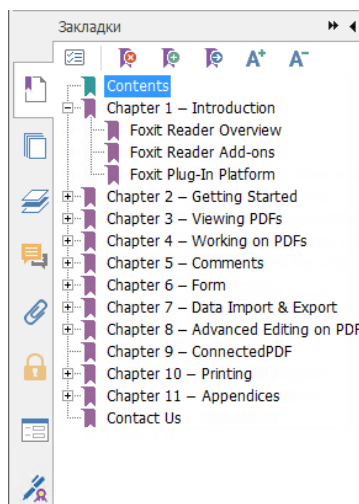 Закладки
A+ A-
Contents
Chapter 1 – Introduction
Foxit Reader Overview
Foxit Reader Add-ons
Foxit Plug-In Platform
Chapter 2 – Getting Started
Chapter 3 – Viewing PDFs
Chapter 4 – Working on PDFs
Chapter 5 – Comments
Chapter 6 – Form
Chapter 7 – Data Import & Export
Chapter 8 – Advanced Editing on PDF
Chapter 9 – ConnectedPDF
Chapter 10 – Printing
Chapter 11 – Appendices
Contact Us